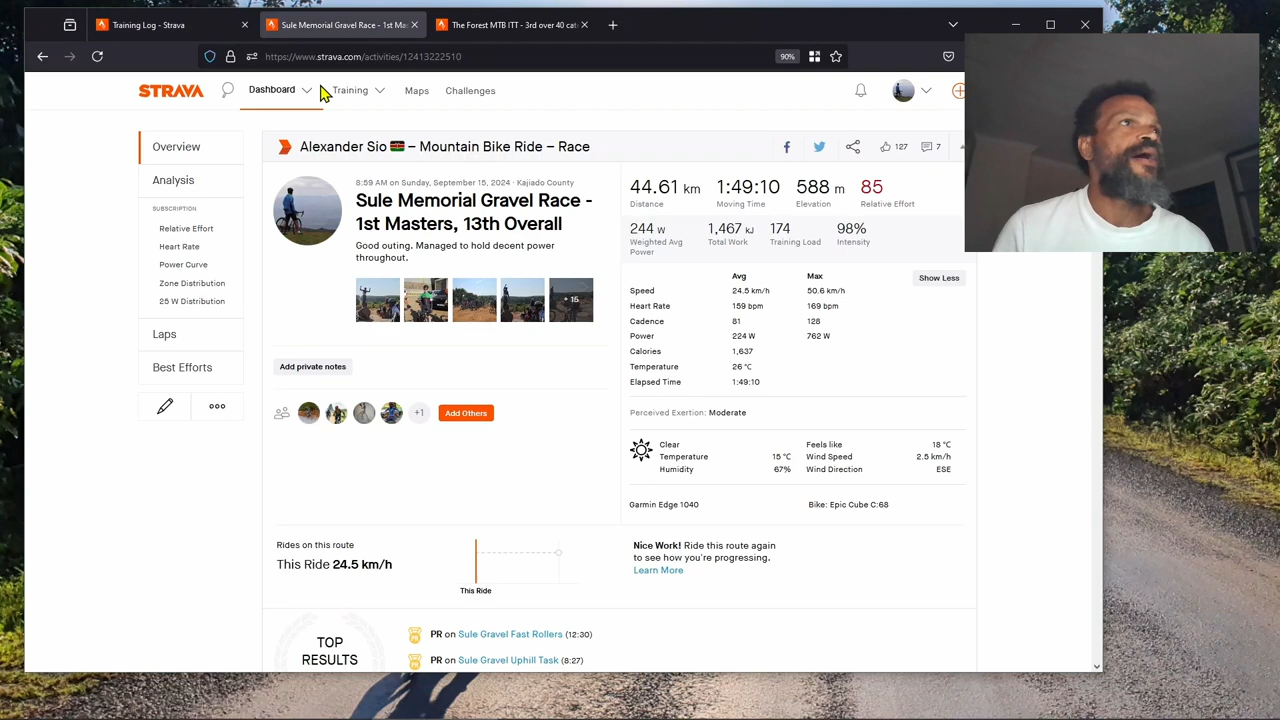 Training Log - Strava
Sule Memorial Gravel Race - 1st Mas
The Forest MTB ITT - 3rd over 40 cat
https://www.strava.com/activities/12413222510
90%
STRAVA
Dashboard
Training
Maps
Challenges
Overview
Analysis
SUBSCRIPTION
Relative Effort
Heart Rate
Power Curve
Zone Distribution
25 W Distribution
Laps
Best Efforts
Alexander Sio 🇰🇪 – Mountain Bike Ride – Race
127
7
8:59 AM on Sunday, September 15, 2024 · Kajiado County
Sule Memorial Gravel Race -
1st Masters, 13th Overall
Good outing. Managed to hold decent power
throughout.
+ 15
Add private notes
+1
Add Others
44.61 km 1:49:10 588 m 85
Distance Moving Time Elevation Relative Effort
244 W 1,467 kJ 174 98%
Weighted Avg Total Work Training Load Intensity
Power
Avg Max
Show Less
Speed 24.5 km/h 50.6 km/h
Heart Rate 159 bpm 169 bpm
Cadence 81 128
Power 224 W 762 W
Calories 1,637
Temperature 26 ℃
Elapsed Time 1:49:10
Perceived Exertion: Moderate
Clear Feels like 18 ℃
Temperature 15 ℃ Wind Speed 2.5 km/h
Humidity 67% Wind Direction ESE
Garmin Edge 1040 Bike: Epic Cube C:68
Rides on this route
This Ride 24.5 km/h
This Ride
Nice Work! Ride this route again
to see how you're progressing.
Learn More
TOP
RESULTS
PR on Sule Gravel Fast Rollers (12:30)
PR on Sule Gravel Uphill Task (8:27)